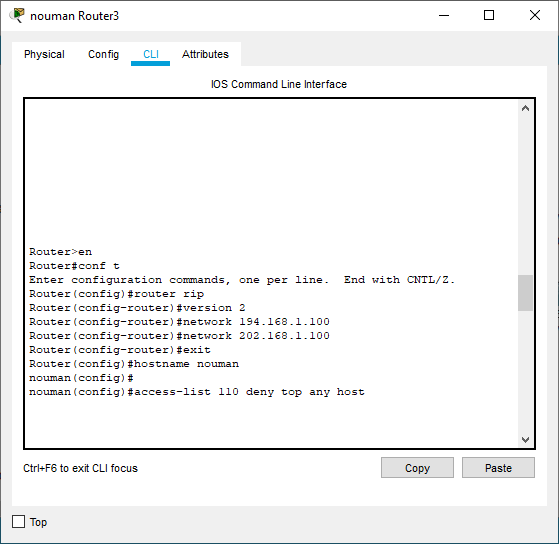 nouman Router3
Physical Config CLI Attributes
IOS Command Line Interface
Router>en
Router#conf t
Enter configuration commands, one per line.  End with CNTL/Z.
Router(config)#router rip
Router(config-router)#version 2
Router(config-router)#network 194.168.1.100
Router(config-router)#network 202.168.1.100
Router(config-router)#exit
Router(config)#hostname nouman
nouman(config)#
nouman(config)#access-list 110 deny top any host
Ctrl+F6 to exit CLI focus
Copy Paste
Top